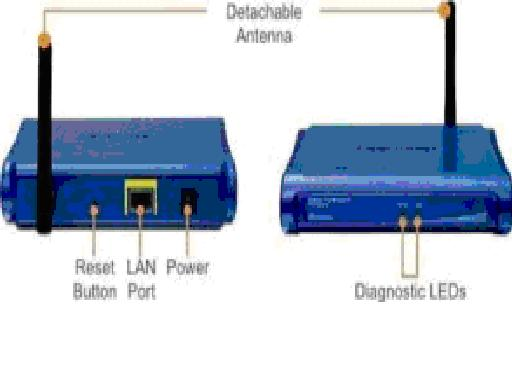 Detachable
Antenna
Reset LAN Power
Button Port
Diagnostic LEDs